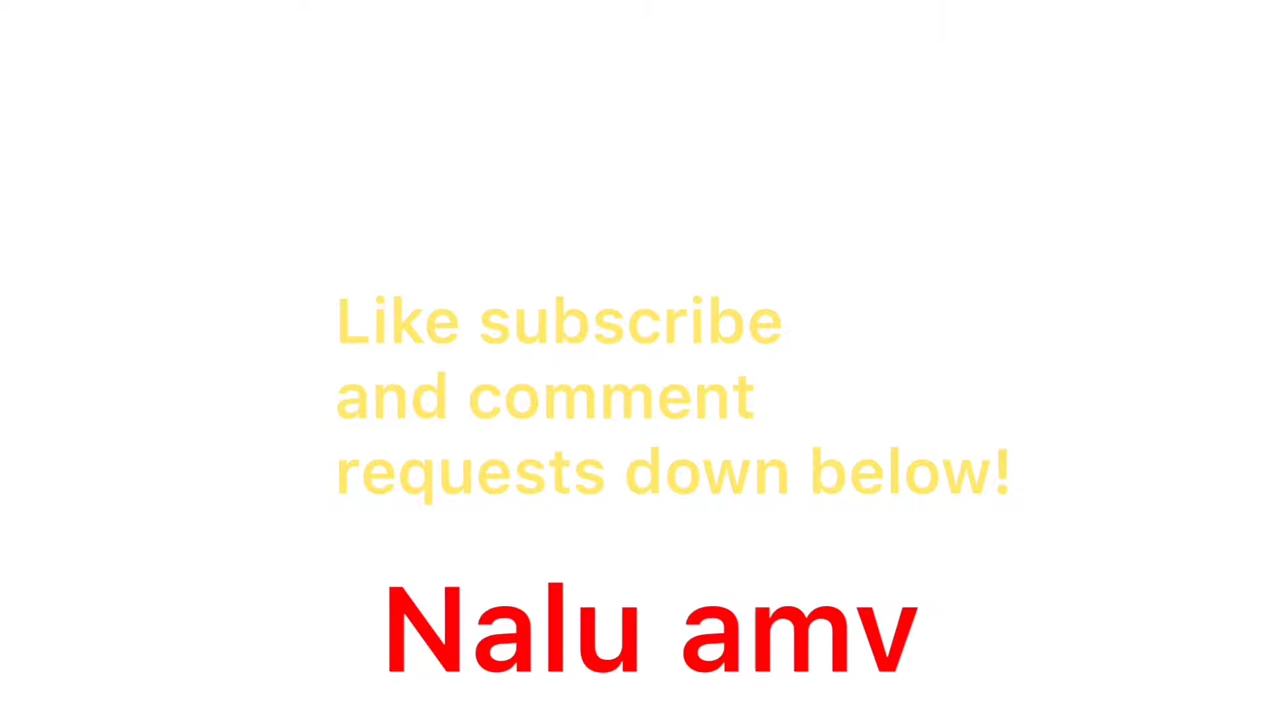 Like subscribe
and comment
requests down below!
Nalu amv